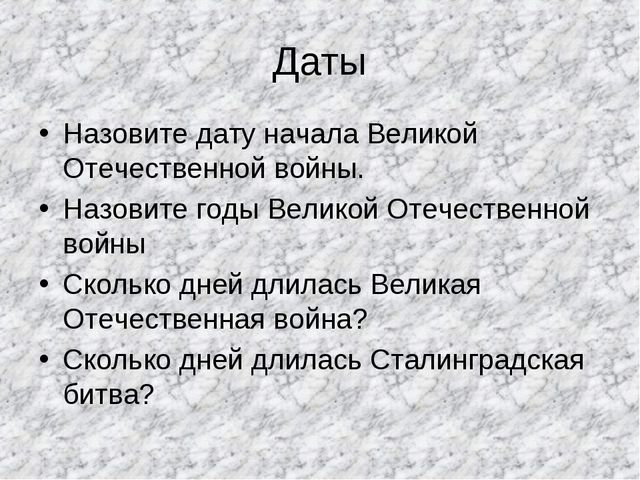 Даты
• Назовите дату начала Великой
Отечественной войны.
• Назовите годы Великой Отечественной
войны
• Сколько дней длилась Великая
Отечественная война?
• Сколько дней длилась Сталинградская
битва?